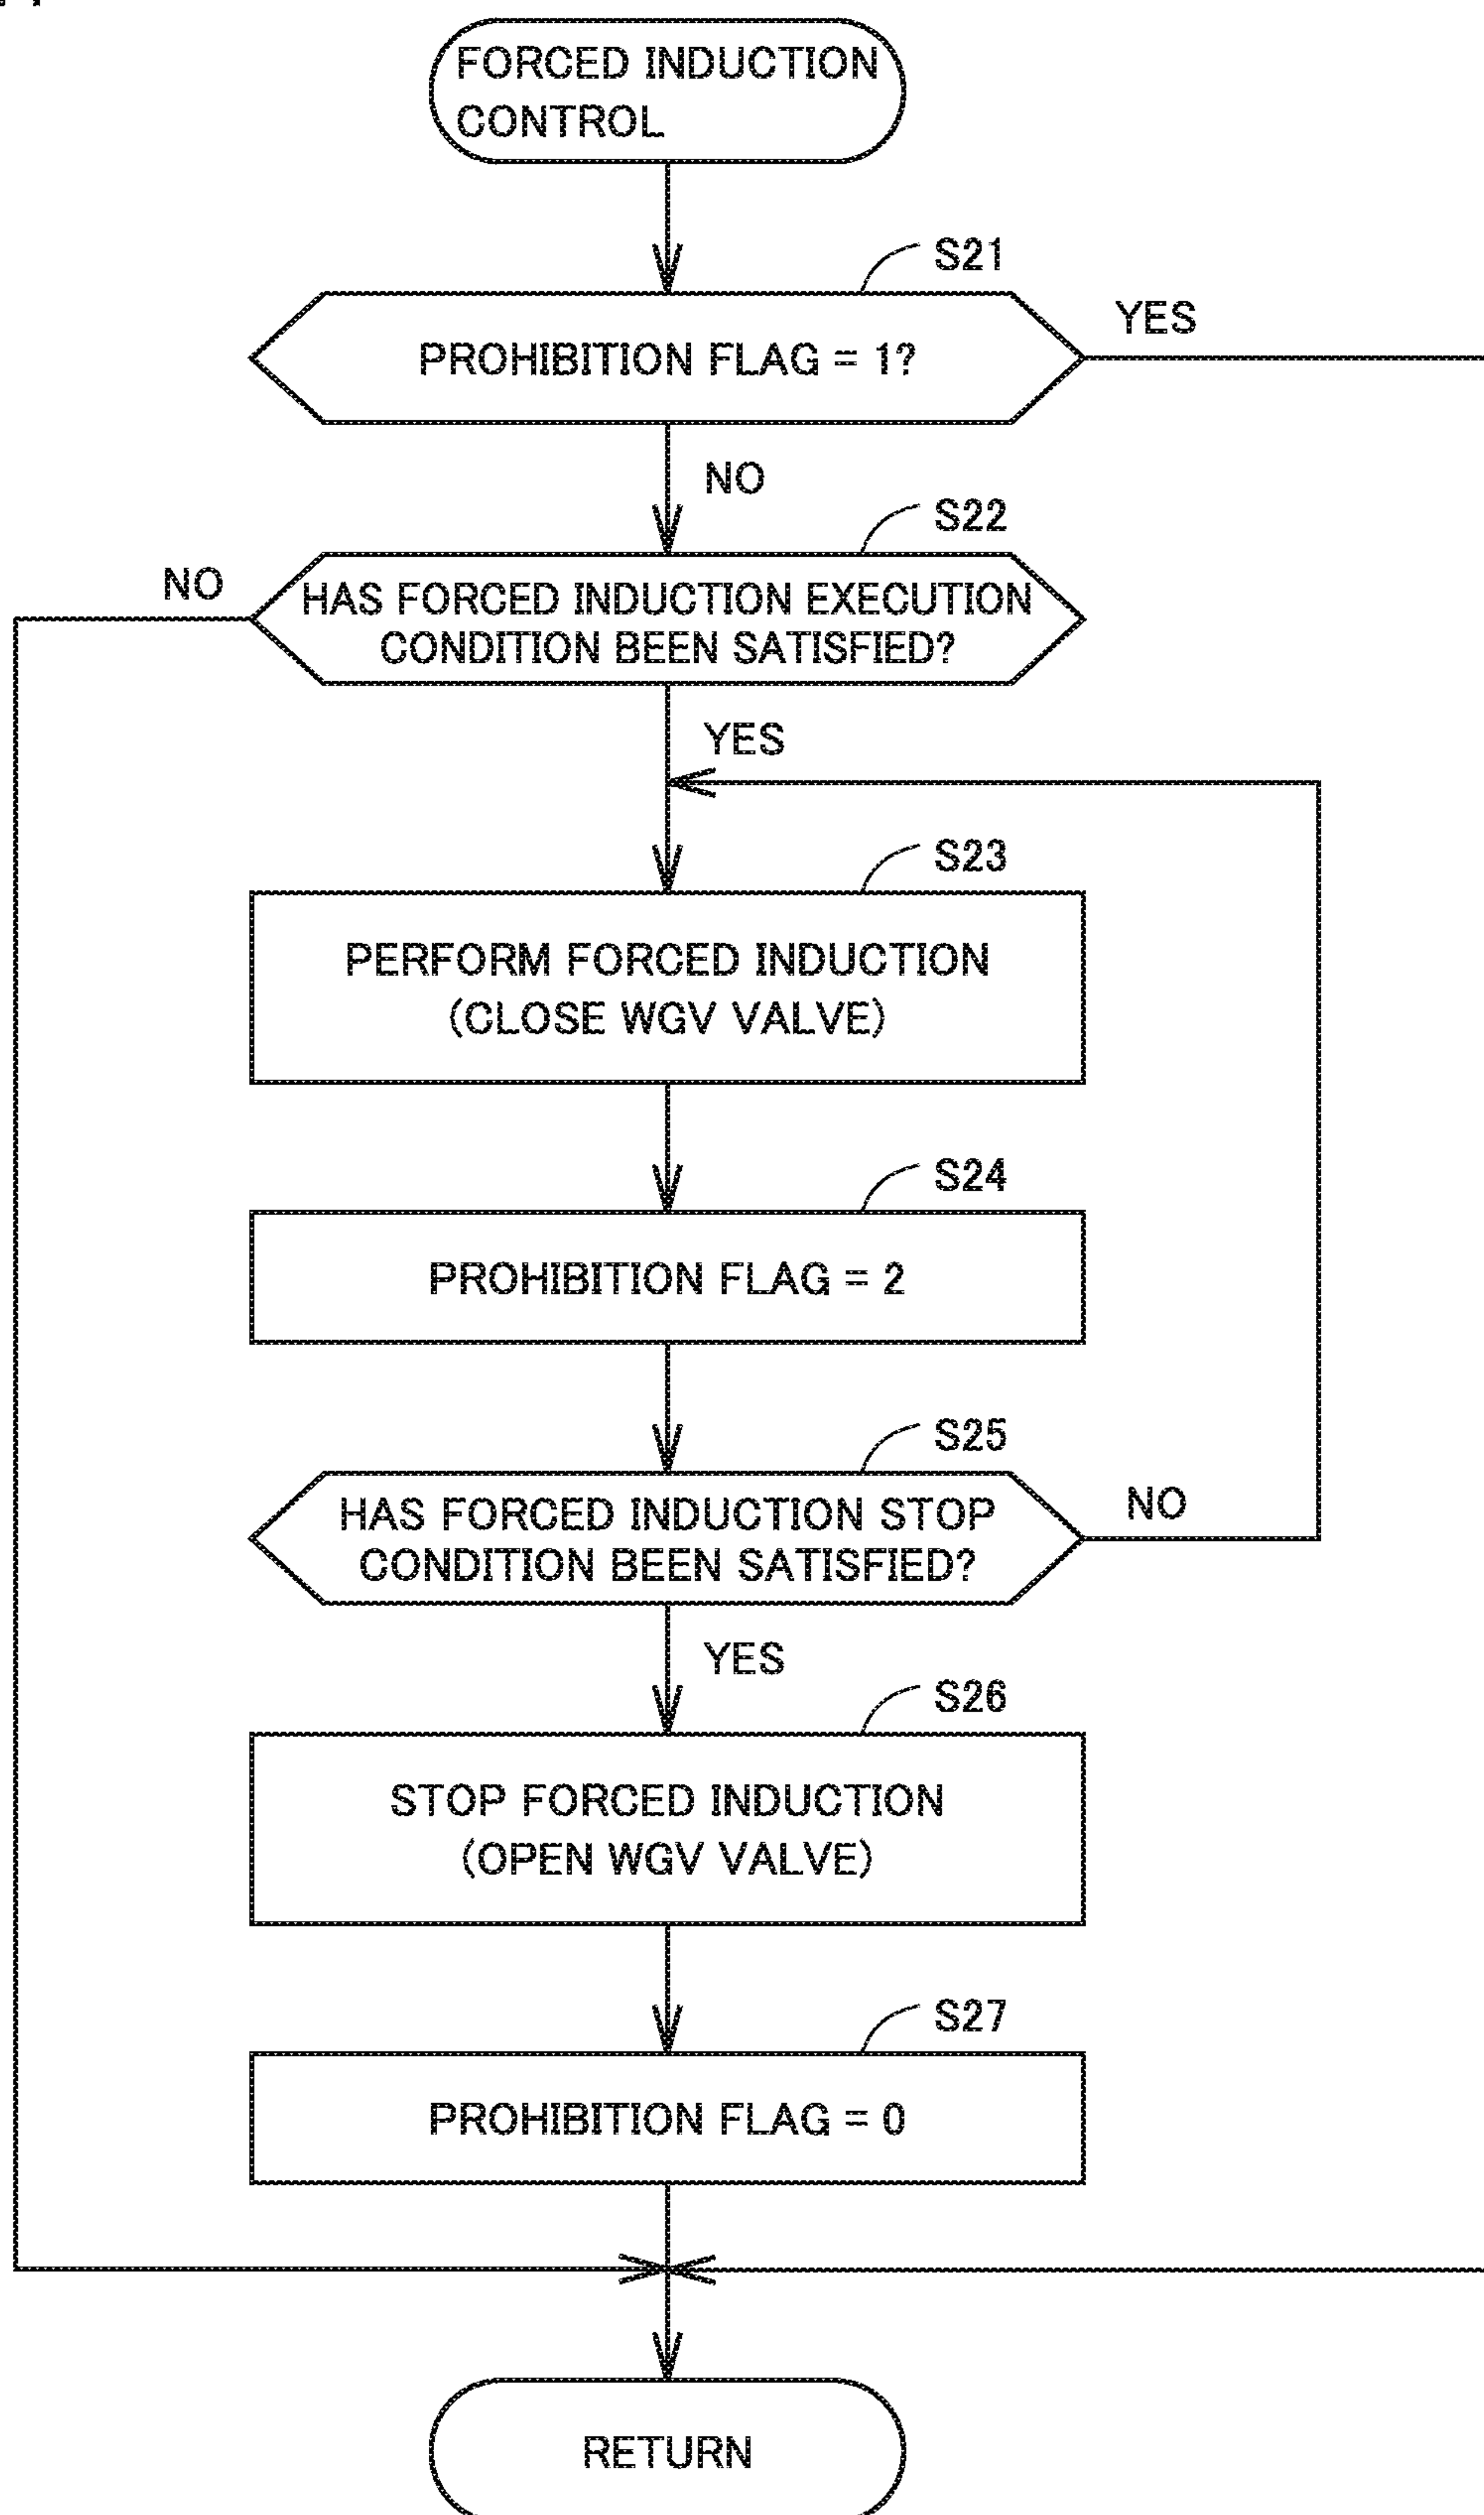 FORCED INDUCTION
CONTROL
S21
PROHIBITION FLAG = 1?
YES
NO
S22
NO
HAS FORCED INDUCTION EXECUTION
CONDITION BEEN SATISFIED?
YES
S23
PERFORM FORCED INDUCTION
(CLOSE WGV VALVE)
S24
PROHIBITION FLAG = 2
S25
HAS FORCED INDUCTION STOP
CONDITION BEEN SATISFIED?
NO
YES
S26
STOP FORCED INDUCTION
(OPEN WGV VALVE)
S27
PROHIBITION FLAG = 0
RETURN